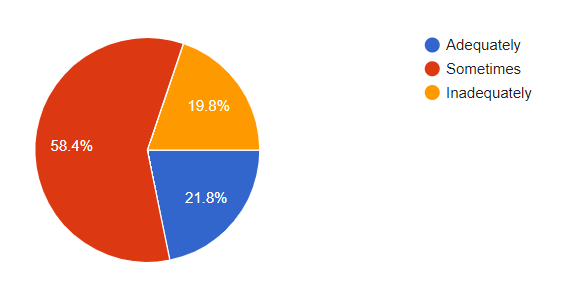 Adequately
Sometimes
Inadequately
19.8%
58.4%
21.8%